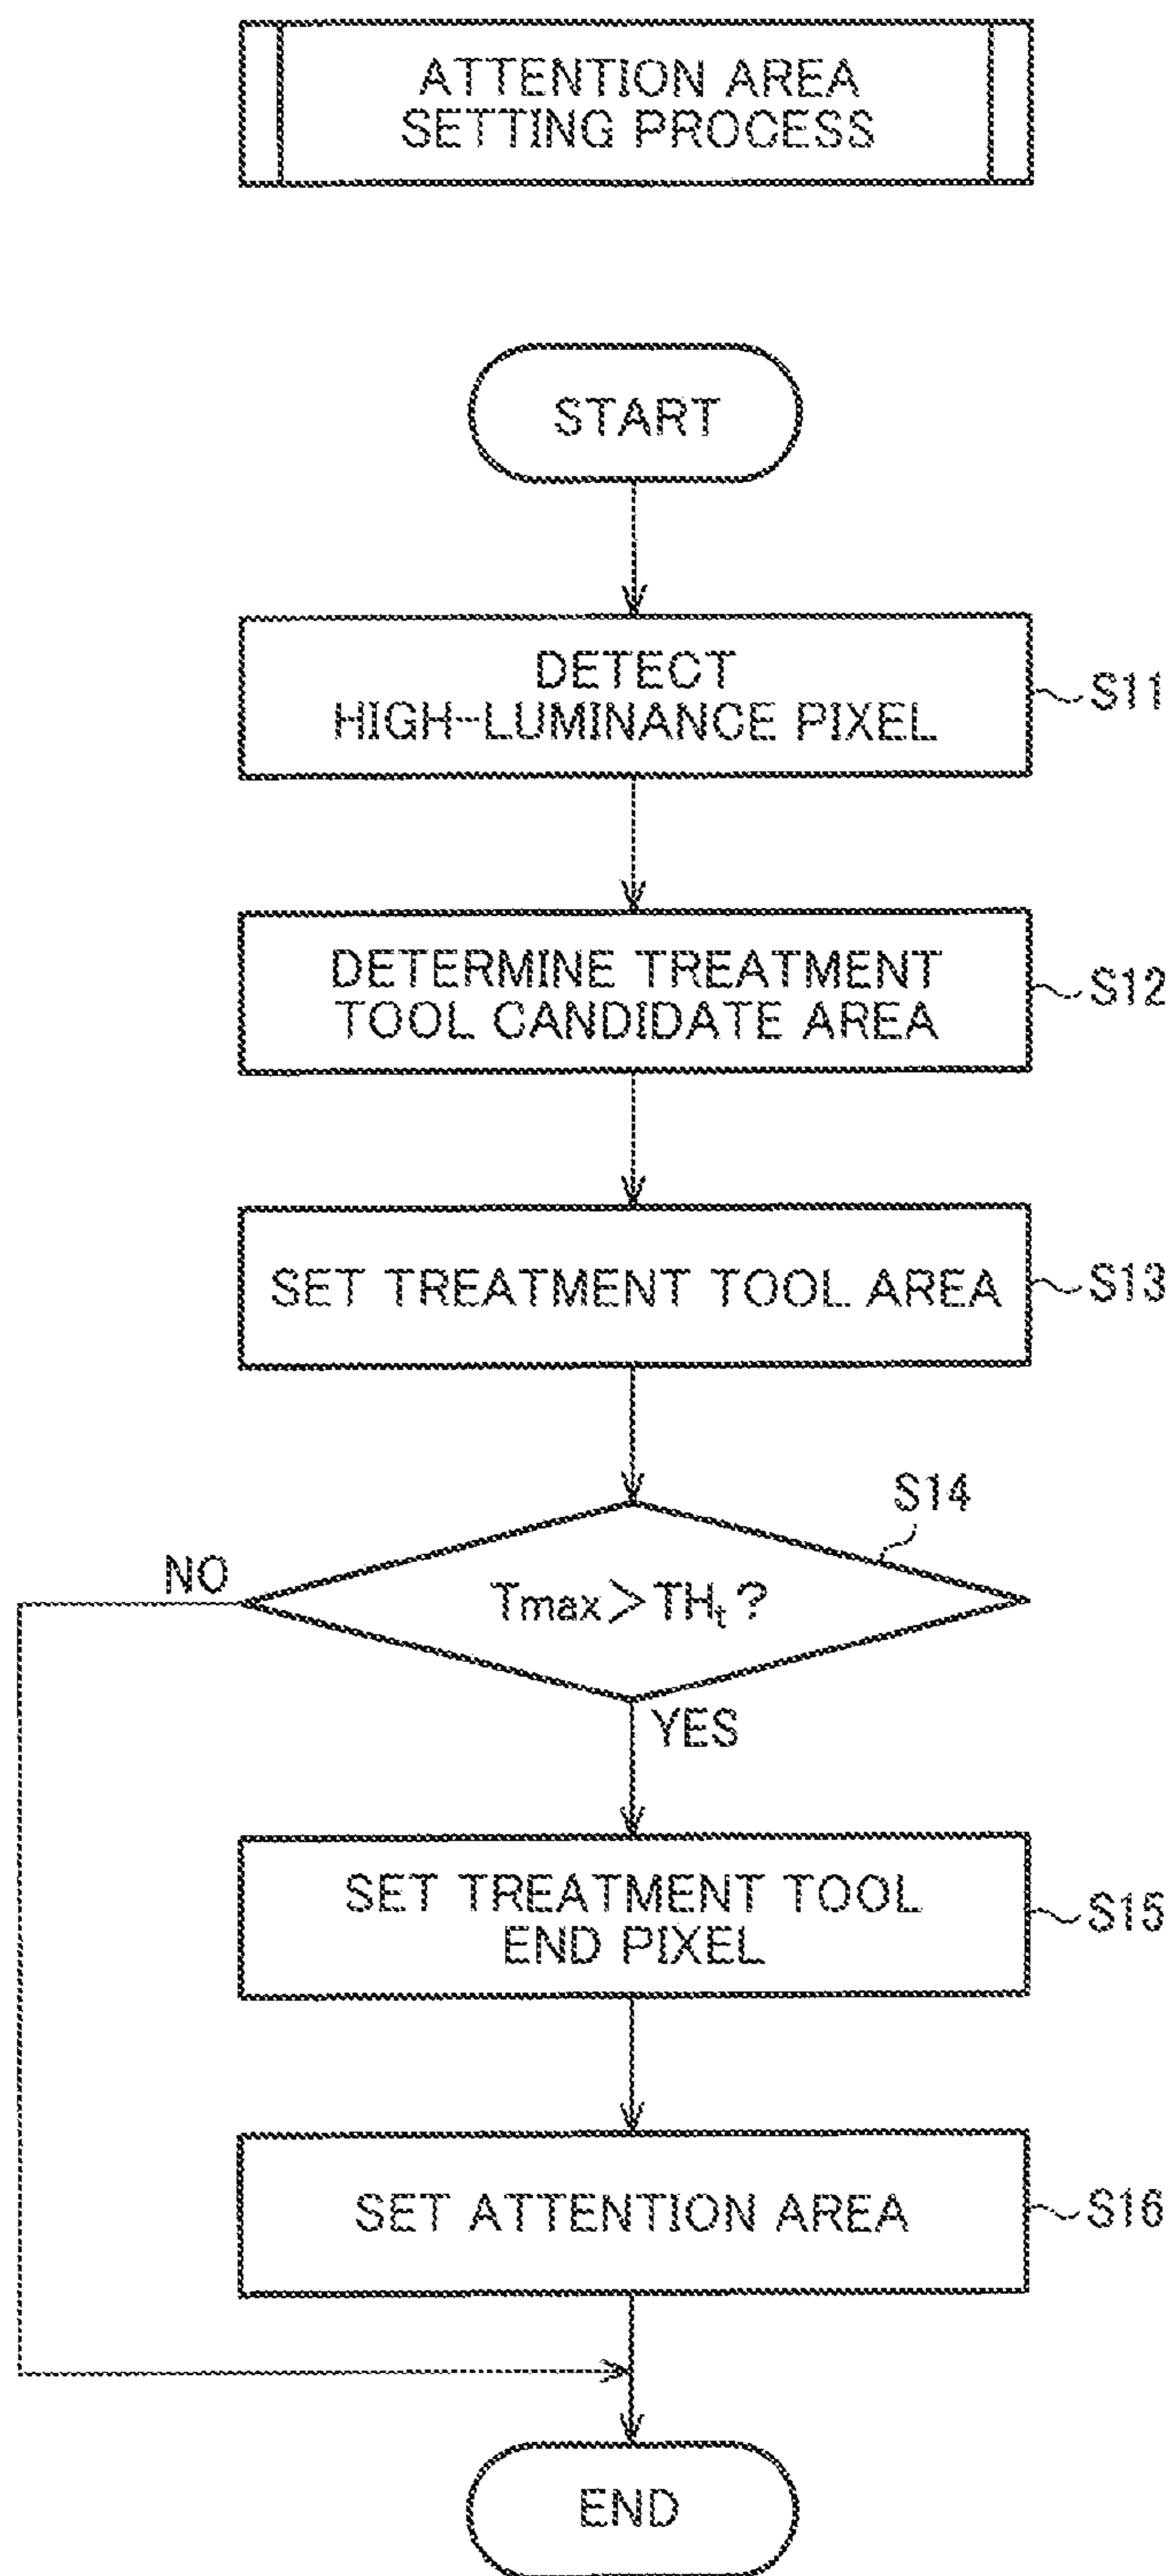 ATTENTION AREA
SETTING PROCESS
START
DETECT
HIGH-LUMINANCE PIXEL
S11
DETERMINE TREATMENT
TOOL CANDIDATE AREA
S12
SET TREATMENT TOOL AREA
S13
S14
NO
Tmax＞THt?
YES
SET TREATMENT TOOL
END PIXEL
S15
SET ATTENTION AREA
S16
END